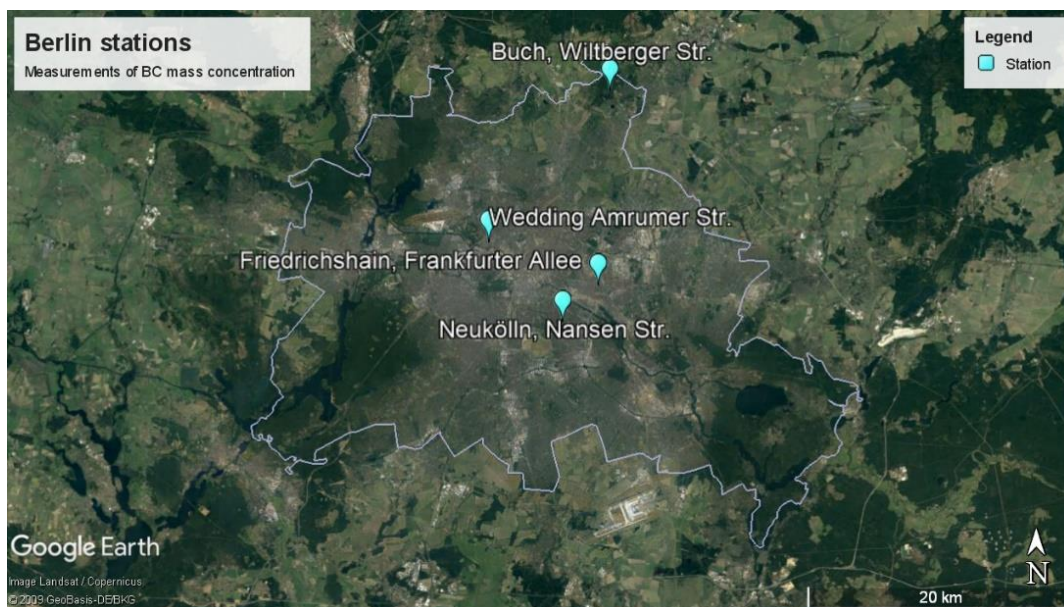 Berlin stations
Measurements of BC mass concentration
Legend
Station
Buch, Wiltberger Str.
Wedding Amrumer Str.
Friedrichshain, Frankfurter Allee
Neukölln, Nansen Str.
Google Earth
Image Landsat / Copernicus
© 2009 GeoBasis-DE/BKG
N
20 km